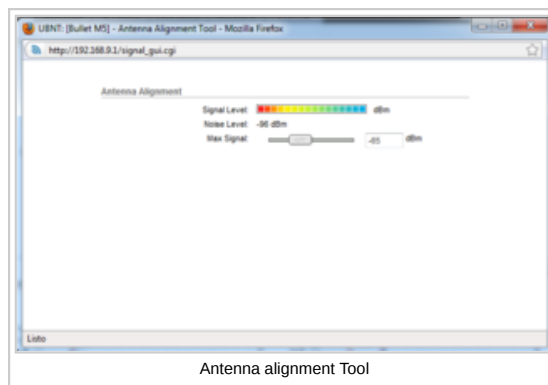 UBNT: [Bullet M5] - Antenna Alignment Tool - Mozilla Firefox
http://192.168.9.1/signal_gui.cgi
Antenna Alignment
Signal Level: dBm
Noise Level: -96 dBm
Max Signal: -65 dBm
Listo
Antenna alignment Tool